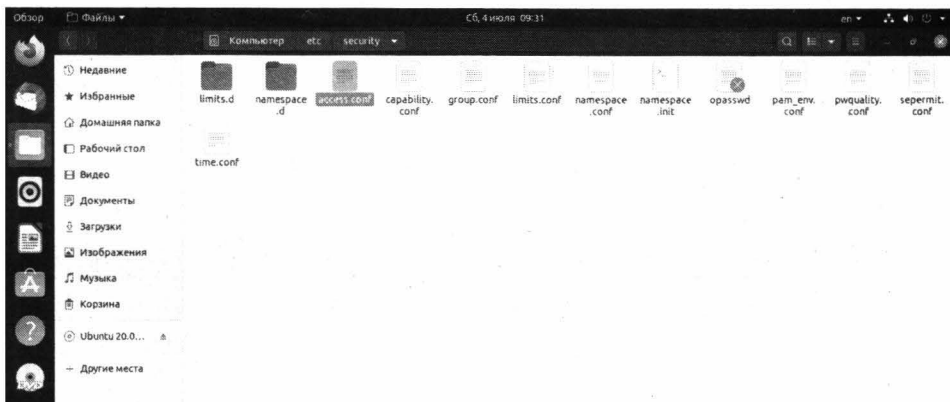 Обзор Файлы Сб, 4 июля 09:31 en
Компьютер etc security
Недавние
Избранные
Домашняя папка
Рабочий стол
Видео
Документы
Загрузки
Изображения
Музыка
Корзина
Ubuntu 20.0...
+ Другие места
limits.d namespace access.conf capability. group.conf limits.conf namespace namespace opasswd pam_env. pwquality. sepermit.
.d conf .conf .init conf conf conf
time.conf